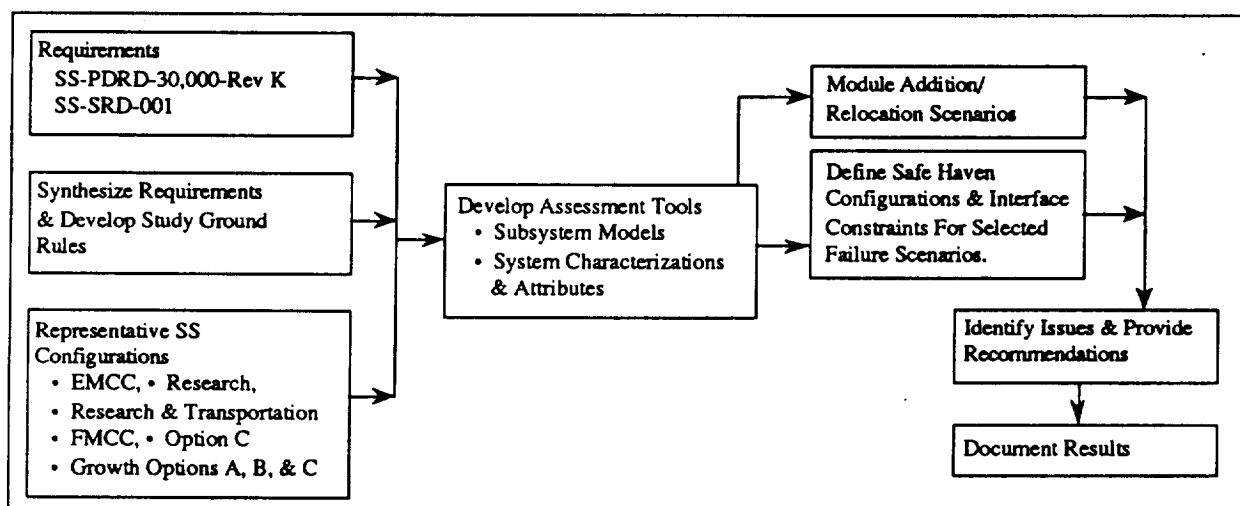 Requirements
SS-PDRD-30,000-Rev K
SS-SRD-001
Synthesize Requirements
& Develop Study Ground
Rules
Representative SS
Configurations
• EMCC, • Research,
• Research & Transportation
• FMCC, • Option C
• Growth Options A, B, & C
Develop Assessment Tools
• Subsystem Models
• System Characterizations
& Attributes
Module Addition/
Relocation Scenarios
Define Safe Haven
Configurations & Interface
Constraints For Selected
Failure Scenarios.
Identify Issues & Provide
Recommendations
Document Results